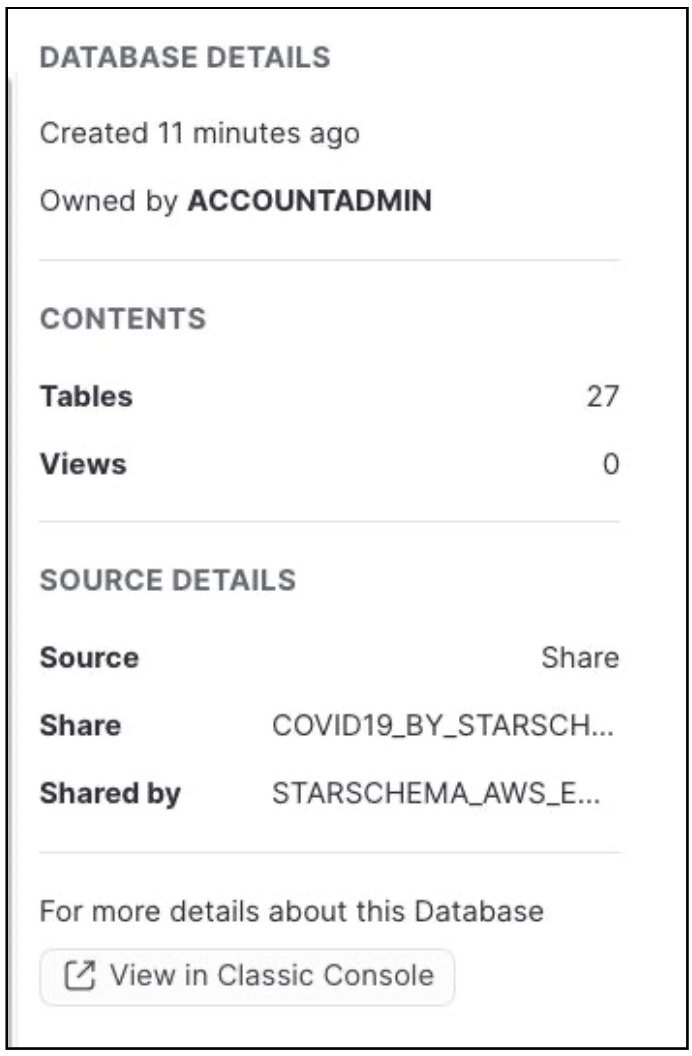 DATABASE DETAILS
Created 11 minutes ago
Owned by ACCOUNTADMIN
CONTENTS
Tables 27
Views 0
SOURCE DETAILS
Source Share
Share COVID19_BY_STARSCH...
Shared by STARSCHEMA_AWS_E...
For more details about this Database
View in Classic Console